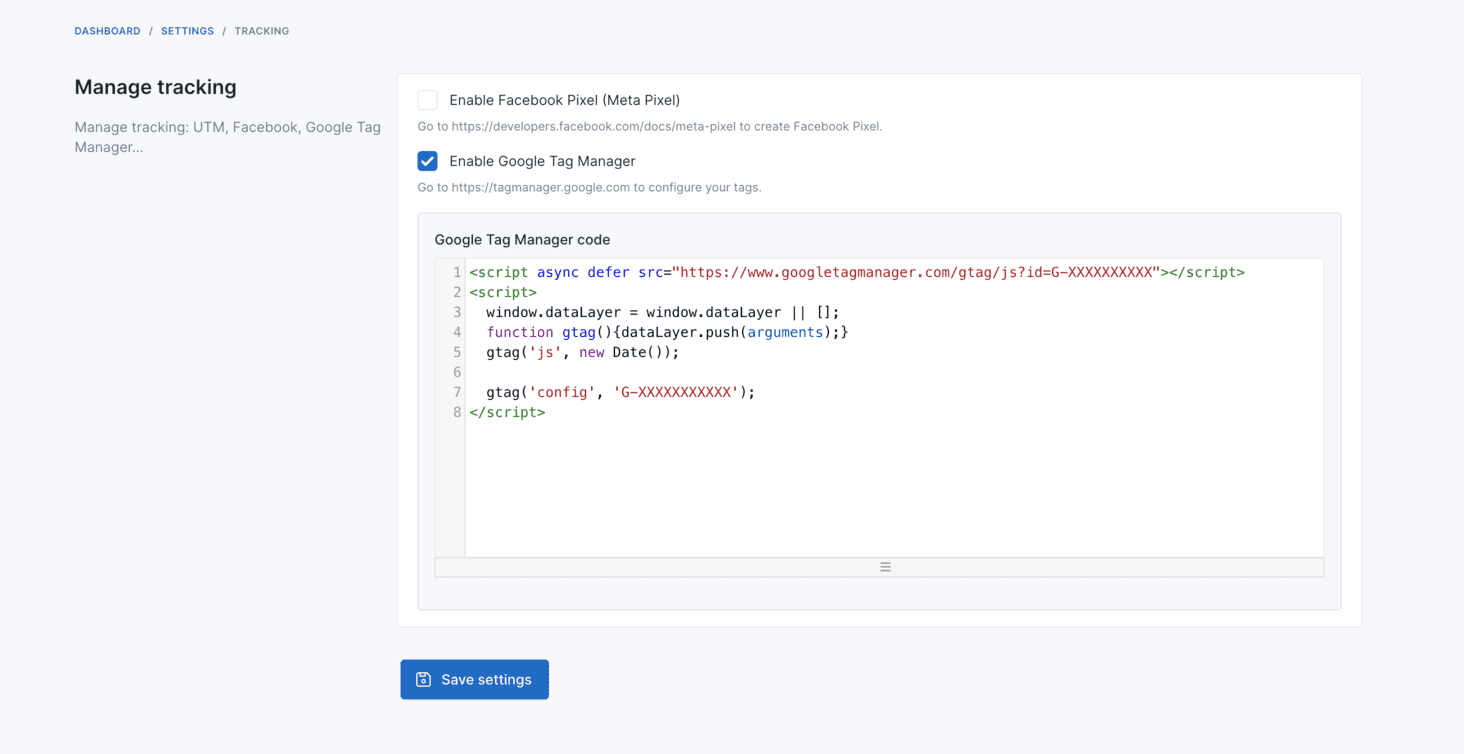 DASHBOARD / SETTINGS / TRACKING
Manage tracking
Manage tracking: UTM, Facebook, Google Tag
Manager...
Enable Facebook Pixel (Meta Pixel)
Go to https://developers.facebook.com/docs/meta-pixel to create Facebook Pixel.
Enable Google Tag Manager
Go to https://tagmanager.google.com to configure your tags.
Google Tag Manager code
1 <script async defer src="https://www.googletagmanager.com/gtag/js?id=G-XXXXXXXXXX"></script>
2 <script>
3   window.dataLayer = window.dataLayer || [];
4   function gtag(){dataLayer.push(arguments);}
5   gtag('js', new Date());
6
7   gtag('config', 'G-XXXXXXXXXXX');
8 </script>
Save settings